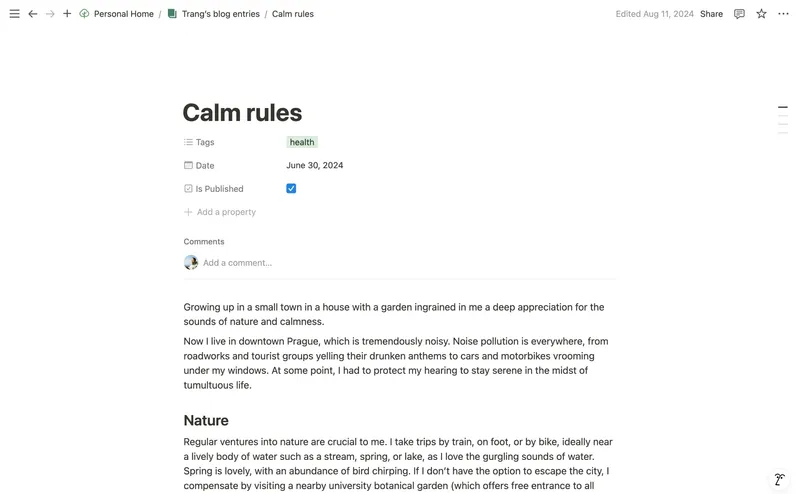 Personal Home / Trang's blog entries / Calm rules
Edited Aug 11, 2024 Share
Calm rules
Tags health
Date June 30, 2024
Is Published
Add a property
Comments
Add a comment...
Growing up in a small town in a house with a garden ingrained in me a deep appreciation for the
sounds of nature and calmness.
Now I live in downtown Prague, which is tremendously noisy. Noise pollution is everywhere, from
roadworks and tourist groups yelling their drunken anthems to cars and motorbikes vrooming
under my windows. At some point, I had to protect my hearing to stay serene in the midst of
tumultuous life.
Nature
Regular ventures into nature are crucial to me. I take trips by train, on foot, or by bike, ideally near
a lively body of water such as a stream, spring, or lake, as I love the gurgling sounds of water.
Spring is lovely, with an abundance of bird chirping. If I don't have the option to escape the city, I
compensate by visiting a nearby university botanical garden (which offers free entrance to all